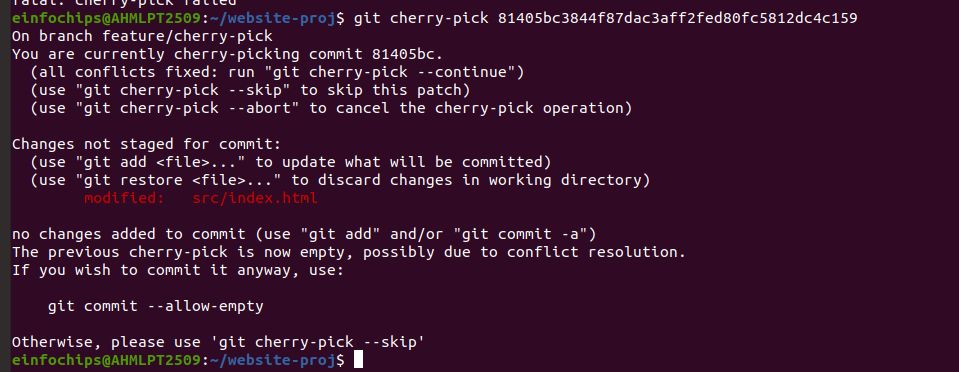 fatal: cherry-pick failed
einfochips@AHMLPT2509:~/website-proj$ git cherry-pick 81405bc3844f87dac3aff2fed80fc5812dc4c159
On branch feature/cherry-pick
You are currently cherry-picking commit 81405bc.
  (all conflicts fixed: run "git cherry-pick --continue")
  (use "git cherry-pick --skip" to skip this patch)
  (use "git cherry-pick --abort" to cancel the cherry-pick operation)

Changes not staged for commit:
  (use "git add <file>..." to update what will be committed)
  (use "git restore <file>..." to discard changes in working directory)
        modified:   src/index.html

no changes added to commit (use "git add" and/or "git commit -a")
The previous cherry-pick is now empty, possibly due to conflict resolution.
If you wish to commit it anyway, use:

    git commit --allow-empty

Otherwise, please use 'git cherry-pick --skip'
einfochips@AHMLPT2509:~/website-proj$